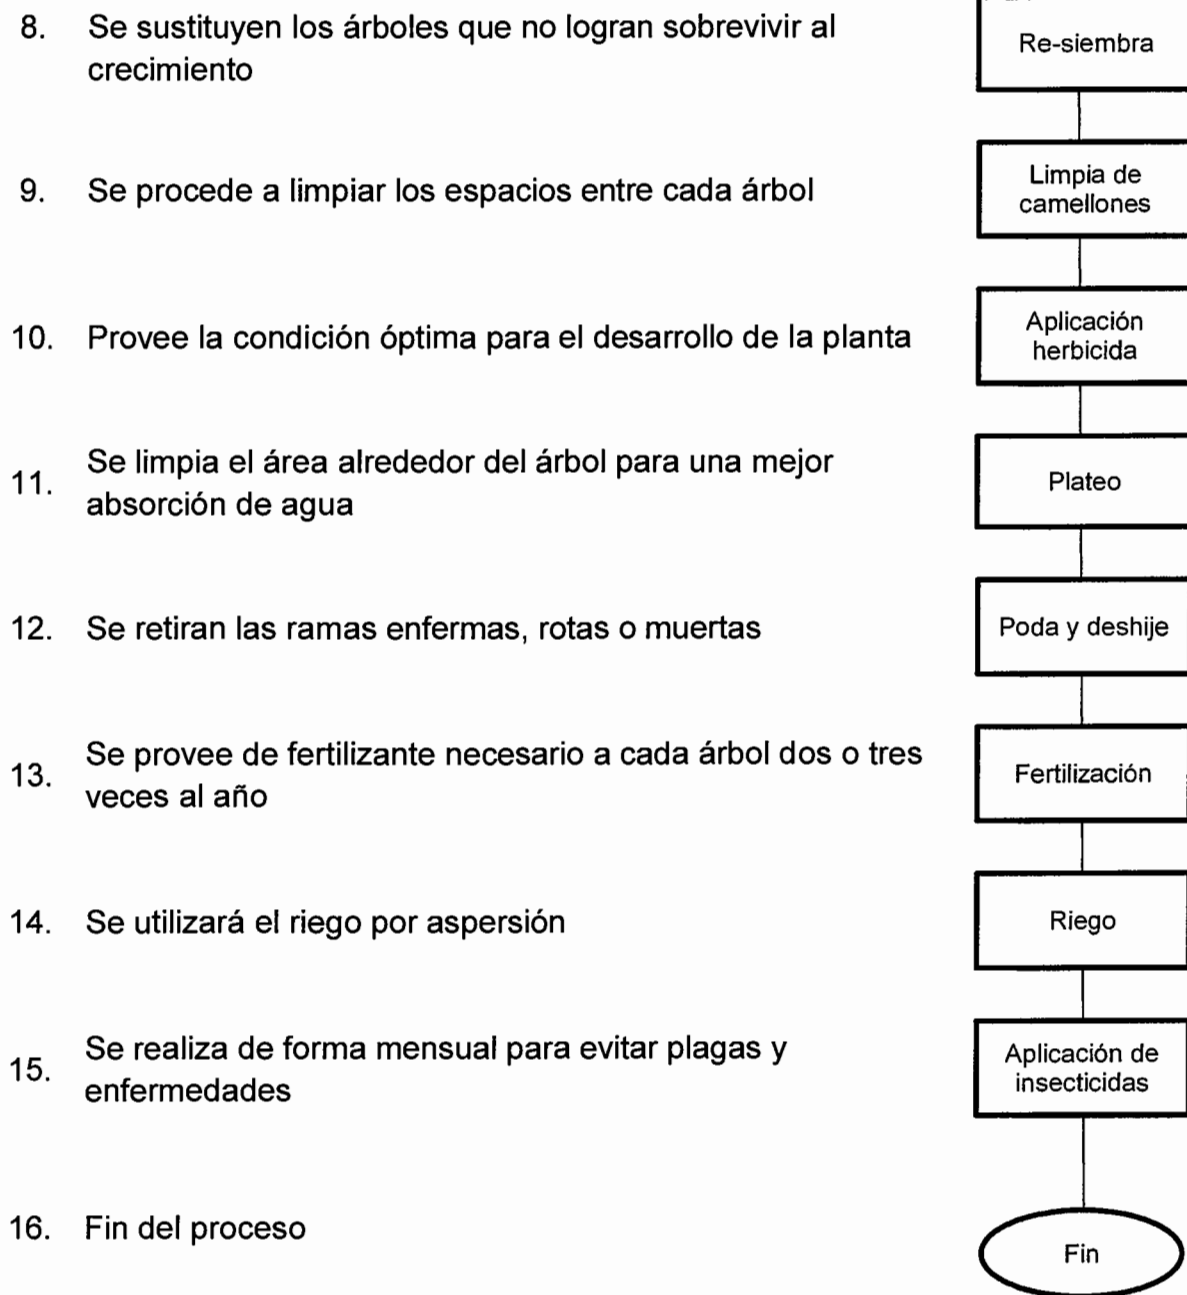 8. Se sustituyen los árboles que no logran sobrevivir al
crecimiento
Re-siembra
9. Se procede a limpiar los espacios entre cada árbol
Limpia de
camellones
10. Provee la condición óptima para el desarrollo de la planta
Aplicación
herbicida
11. Se limpia el área alrededor del árbol para una mejor
absorción de agua
Plateo
12. Se retiran las ramas enfermas, rotas o muertas
Poda y deshije
13. Se provee de fertilizante necesario a cada árbol dos o tres
veces al año
Fertilización
14. Se utilizará el riego por aspersión
Riego
15. Se realiza de forma mensual para evitar plagas y
enfermedades
Aplicación de
insecticidas
16. Fin del proceso
Fin